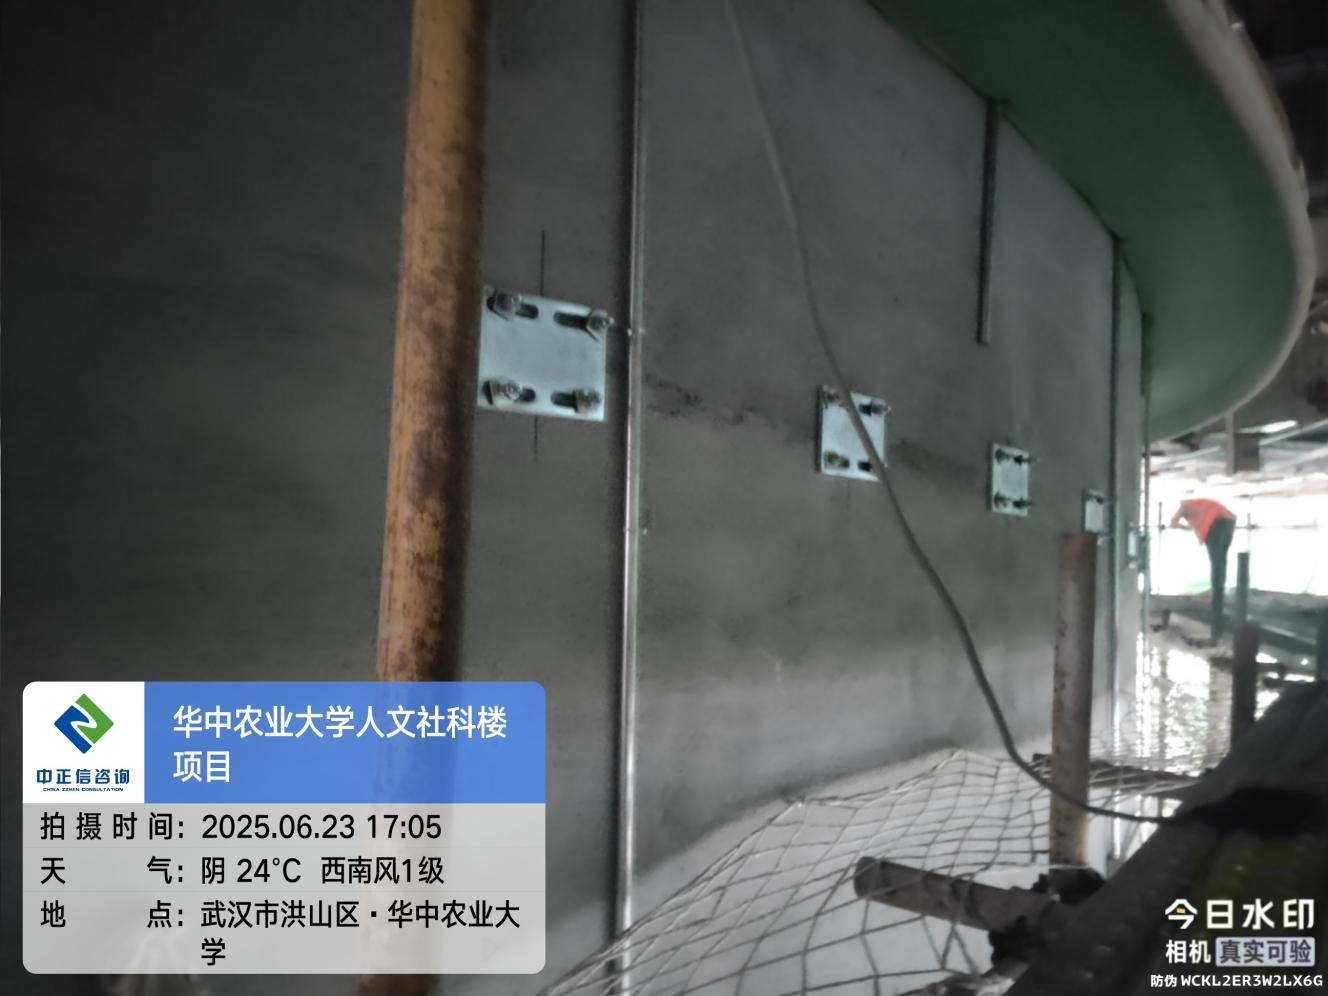 华中农业大学人文社科楼
项目
中正信咨询
CHINA ZZSEN CONSULTATION
拍摄时间：2025.06.23 17:05
天气：阴 24°C 西南风1级
地点：武汉市洪山区·华中农业大
学
今日水印
相机 真实可验
防伪 WCKL2ER3W2LX6G